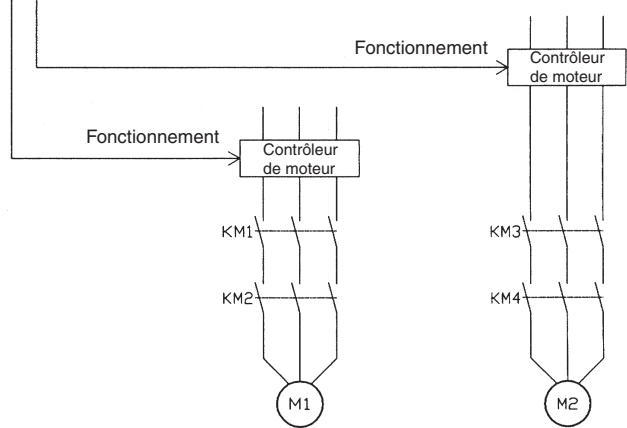 Fonctionnement
Contrôleur
de moteur
Fonctionnement
Contrôleur
de moteur
KM1
KM3
KM2
KM4
M1
M2